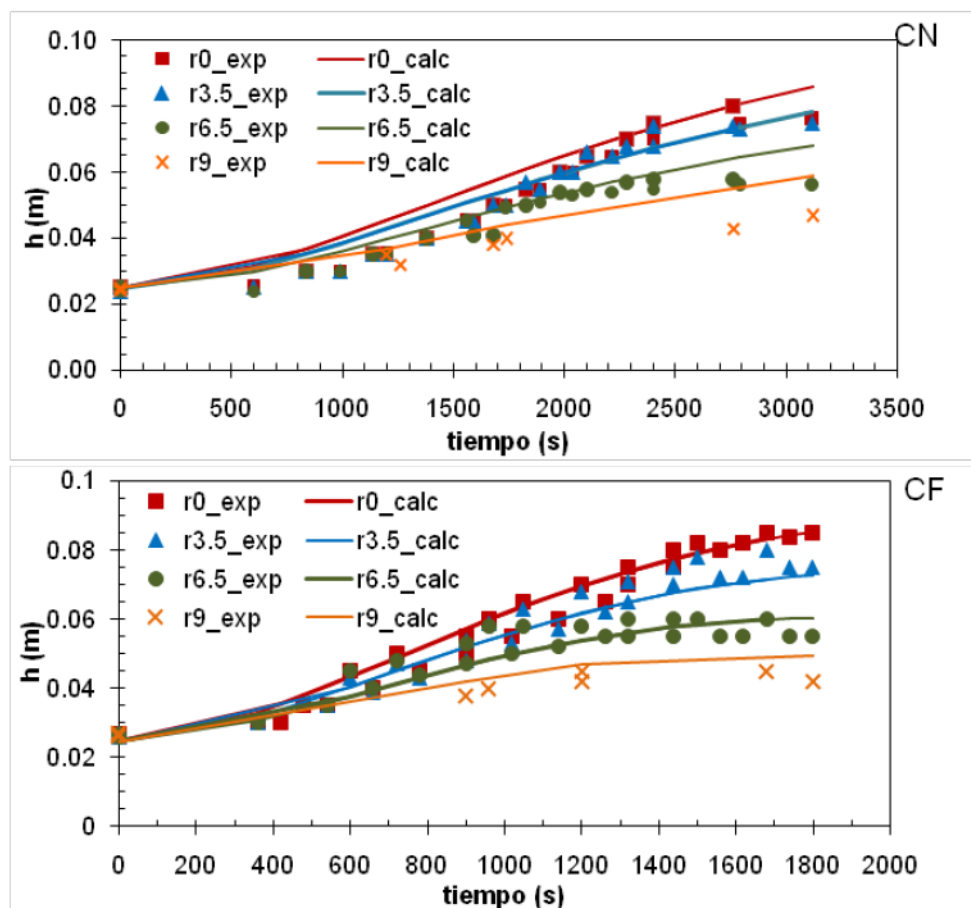 CN
0.10
r0_exp r0_calc
r3.5_exp r3.5_calc
0.08
r6.5_exp r6.5_calc
r9_exp r9_calc
0.06
h (m)
0.04
0.02
0.00
0 500 1000 1500 2000 2500 3000 3500
tiempo (s)
CF
0.1
r0_exp r0_calc
r3.5_exp r3.5_calc
0.08
r6.5_exp r6.5_calc
r9_exp r9_calc
0.06
h (m)
0.04
0.02
0
0 200 400 600 800 1000 1200 1400 1600 1800 2000
tiempo (s)